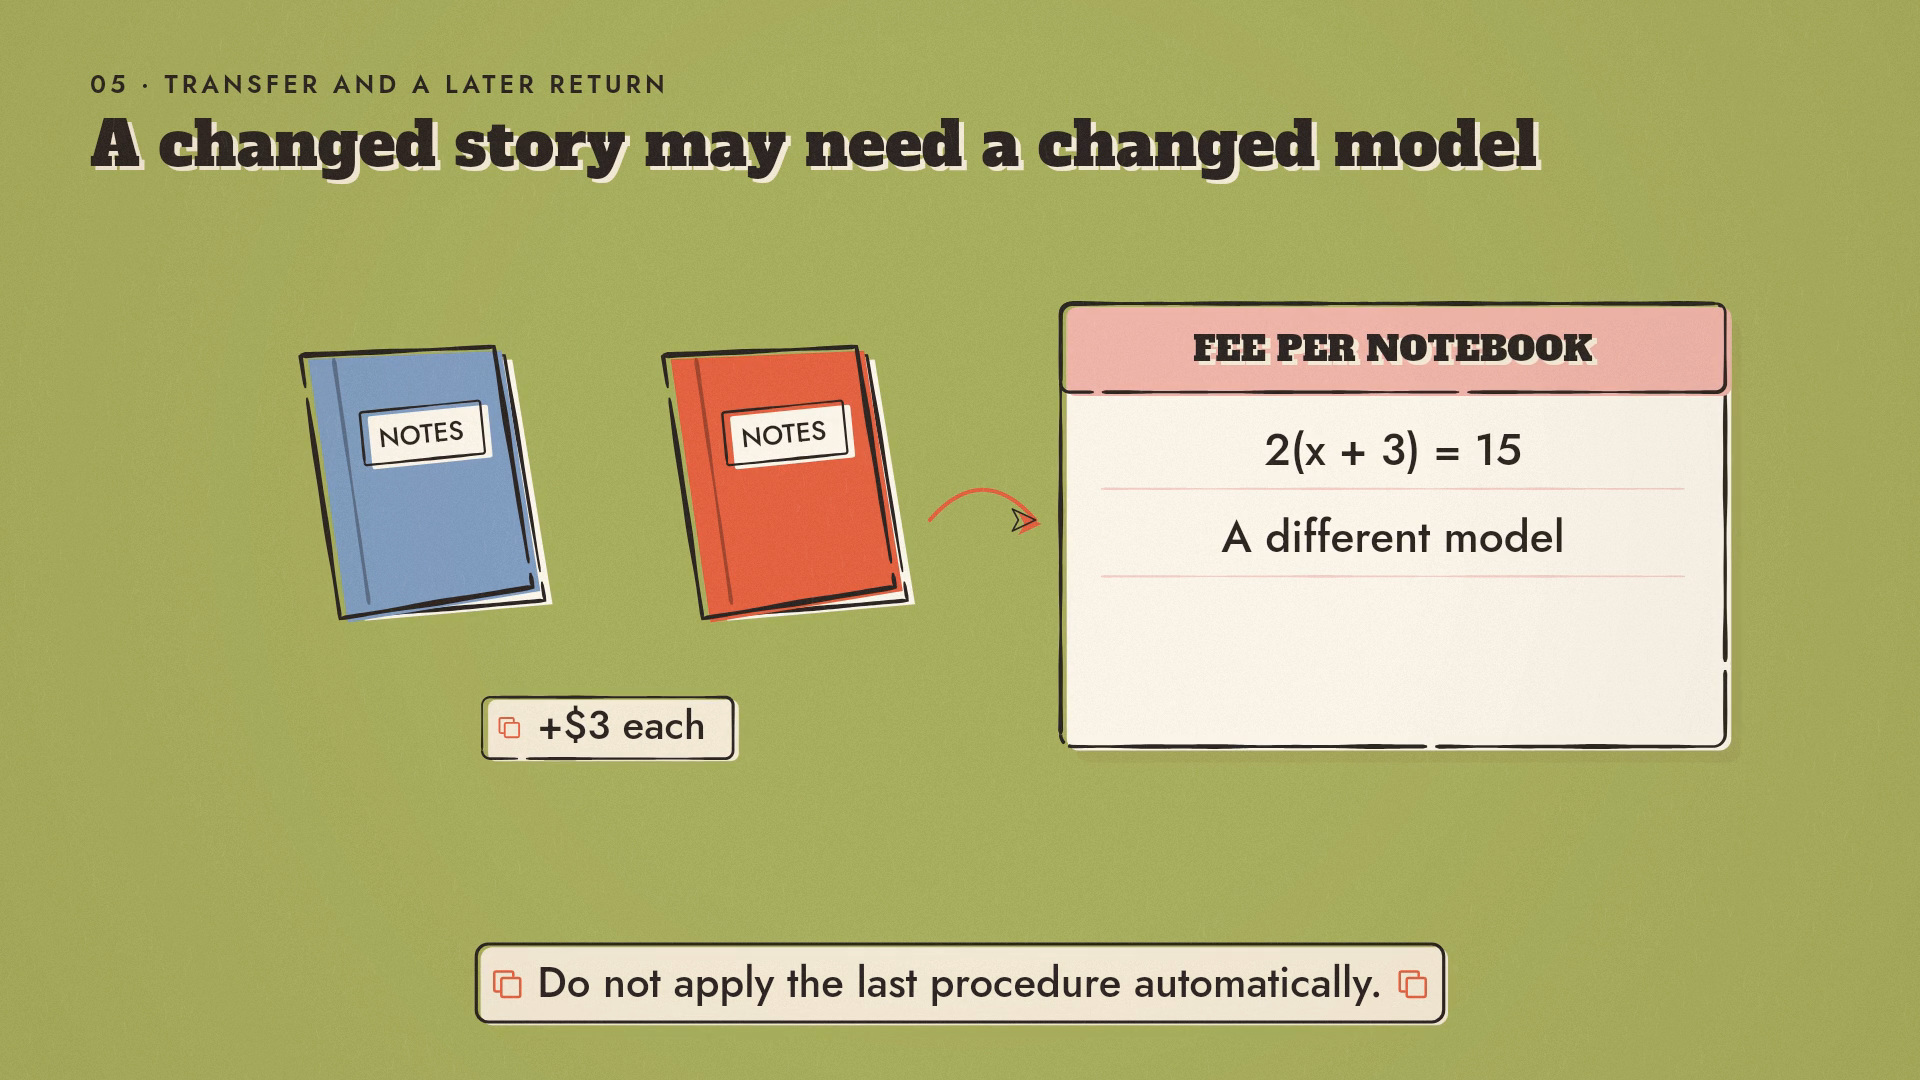 05 · TRANSFER AND A LATER RETURN
A changed story may need a changed model
NOTES
NOTES
+$3 each
FEE PER NOTEBOOK
2(x + 3) = 15
A different model
Do not apply the last procedure automatically.